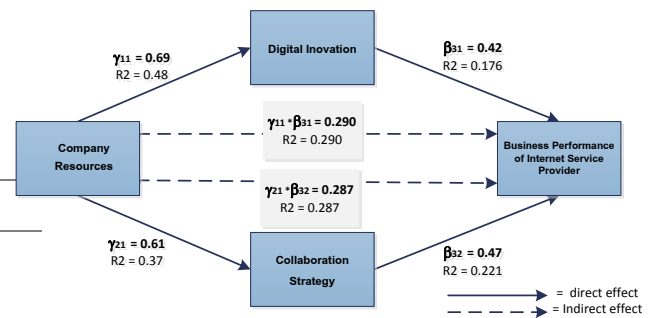 Digital Inovation
γ11 = 0.69
R2 = 0.48
β31 = 0.42
R2 = 0.176
γ11 *β31 = 0.290
R2 = 0.290
Company
Resources
Business Performance
of Internet Service
Provider
γ21 *β32 = 0.287
R2 = 0.287
γ21 = 0.61
R2 = 0.37
Collaboration
Strategy
β32 = 0.47
R2 = 0.221
= direct effect
= Indirect effect